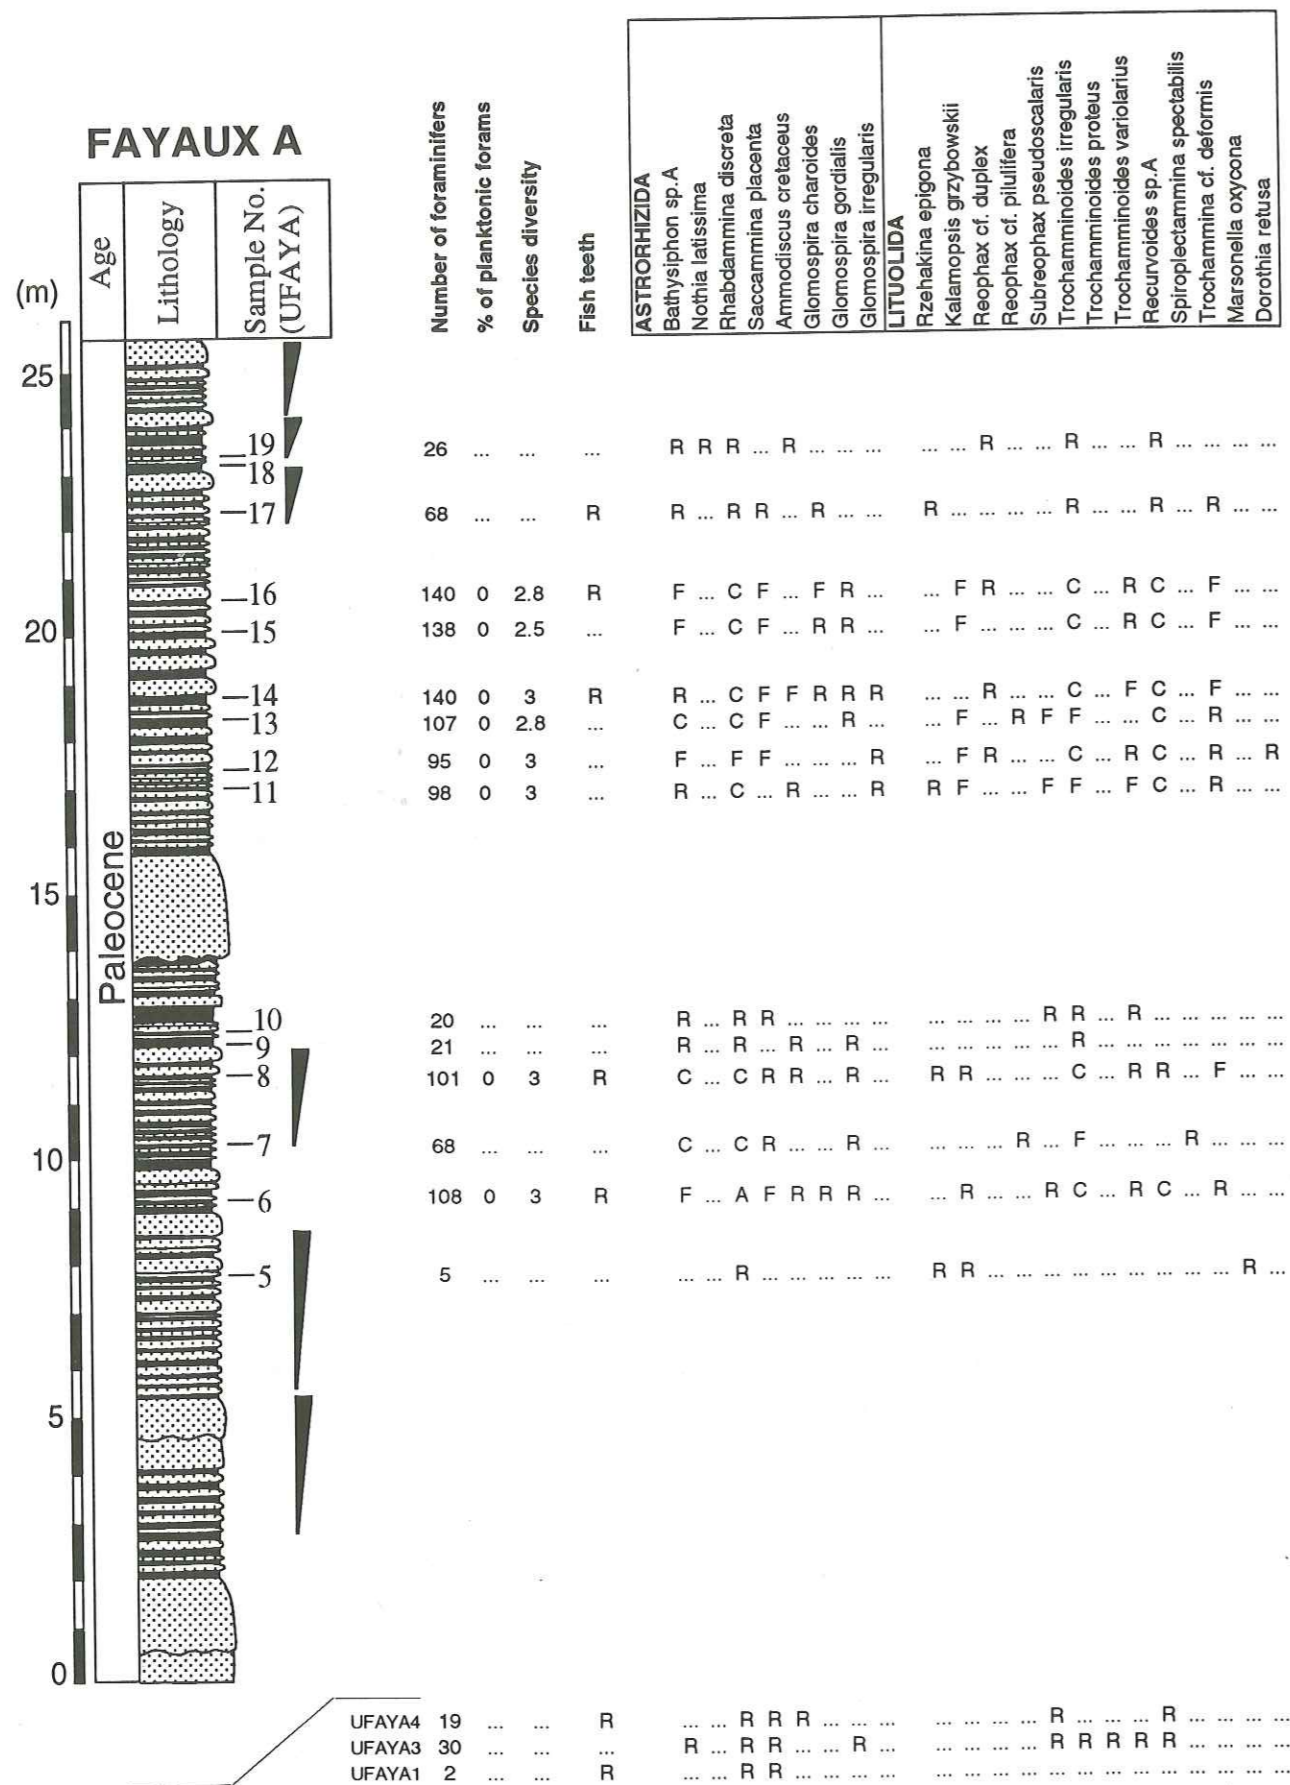 FAYAUX A
(m)
Age
Lithology
Sample No.
(UFAYA)
Number of foraminifers
% of planktonic forams
Species diversity
Fish teeth
ASTRORHIZIDA
Bathysiphon sp.A
Nothia latissima
Rhabdammina discreta
Saccammina placenta
Ammodiscus cretaceus
Glomospira charoides
Glomospira gordialis
Glomospira irregularis
LITUOLIDA
Rzehakina epigona
Kalamopsis grzybowskii
Reophax cf. duplex
Reophax cf. pilulifera
Subreophax pseudoscalaris
Trochamminoides irregularis
Trochamminoides proteus
Trochamminoides variolarius
Recurvoides sp.A
Spiroplectammina spectabilis
Trochammina cf. deformis
Marsonella oxycona
Dorothia retusa
25
19 26 ... ... ... R R R ... R ... ... ... ... ... R ... ... R ... ... R ... ... ... ...
18
17 68 ... ... R R ... R R ... R ... ... R ... ... ... ... R ... ... R ... R ... ...
16 140 0 2.8 R F ... C F ... F R ... ... F R ... ... C ... R C ... F ... ...
20
15 138 0 2.5 ... F ... C F ... R R ... ... F ... ... ... C ... R C ... F ... ...
14 140 0 3 R R ... C F F R R R ... ... R ... ... C ... F C ... F ... ...
13 107 0 2.8 ... C ... C F ... ... R ... ... F ... R F F ... ... C ... R ... ...
12 95 0 3 ... F ... F F ... ... ... R ... F R ... ... C ... R C ... R ... R
11 98 0 3 ... R ... C ... R ... ... R R F ... ... F F ... F C ... R ... ...
15
Paleocene
10 20 ... ... ... R ... R R ... ... ... ... ... ... ... ... R R ... R ... ... ... ... ...
9 21 ... ... ... R ... R ... R ... R ... ... ... ... ... ... R ... ... ... ... ... ... ...
8 101 0 3 R C ... C R R ... R ... R R ... ... ... C ... R R ... F ... ...
7 68 ... ... ... C ... C R ... ... R ... ... ... ... R ... F ... ... ... R ... ... ...
10
6 108 0 3 R F ... A F R R R ... ... R ... ... R C ... R C ... R ... ...
5 5 ... ... ... ... ... R ... ... ... ... ... R R ... ... ... ... ... ... ... ... ... R ...
5
0
UFAYA4 19 ... ... R ... ... R R R ... ... ... ... ... ... ... R ... ... ... R ... ... ... ...
UFAYA3 30 ... ... ... R ... R R ... ... R ... ... ... ... ... R R R R R ... ... ... ...
UFAYA1 2 ... ... R ... ... R R ... ... ... ... ... ... ... ... ... ... ... ... ... ... ... ... ...